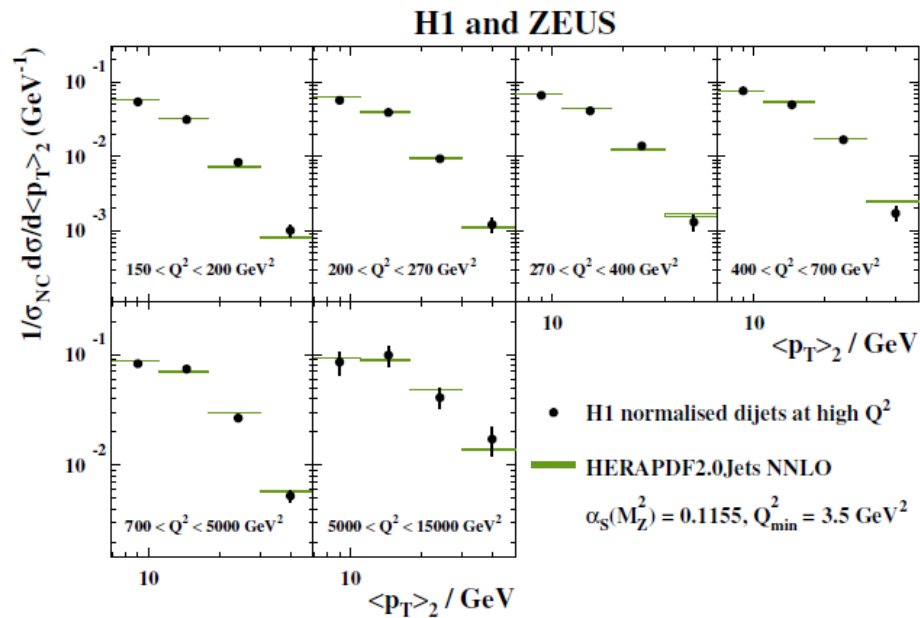 H1 and ZEUS
1/σ_NC dσ/d<p_T>_2 (GeV^-1)
10^-1
10^-2
10^-3
150 < Q^2 < 200 GeV^2
200 < Q^2 < 270 GeV^2
270 < Q^2 < 400 GeV^2
400 < Q^2 < 700 GeV^2
10
10
<p_T>_2 / GeV
10^-1
10^-2
700 < Q^2 < 5000 GeV^2
5000 < Q^2 < 15000 GeV^2
10
10
<p_T>_2 / GeV
H1 normalised dijets at high Q^2
HERAPDF2.0Jets NNLO
α_S(M_Z^2) = 0.1155, Q_min^2 = 3.5 GeV^2